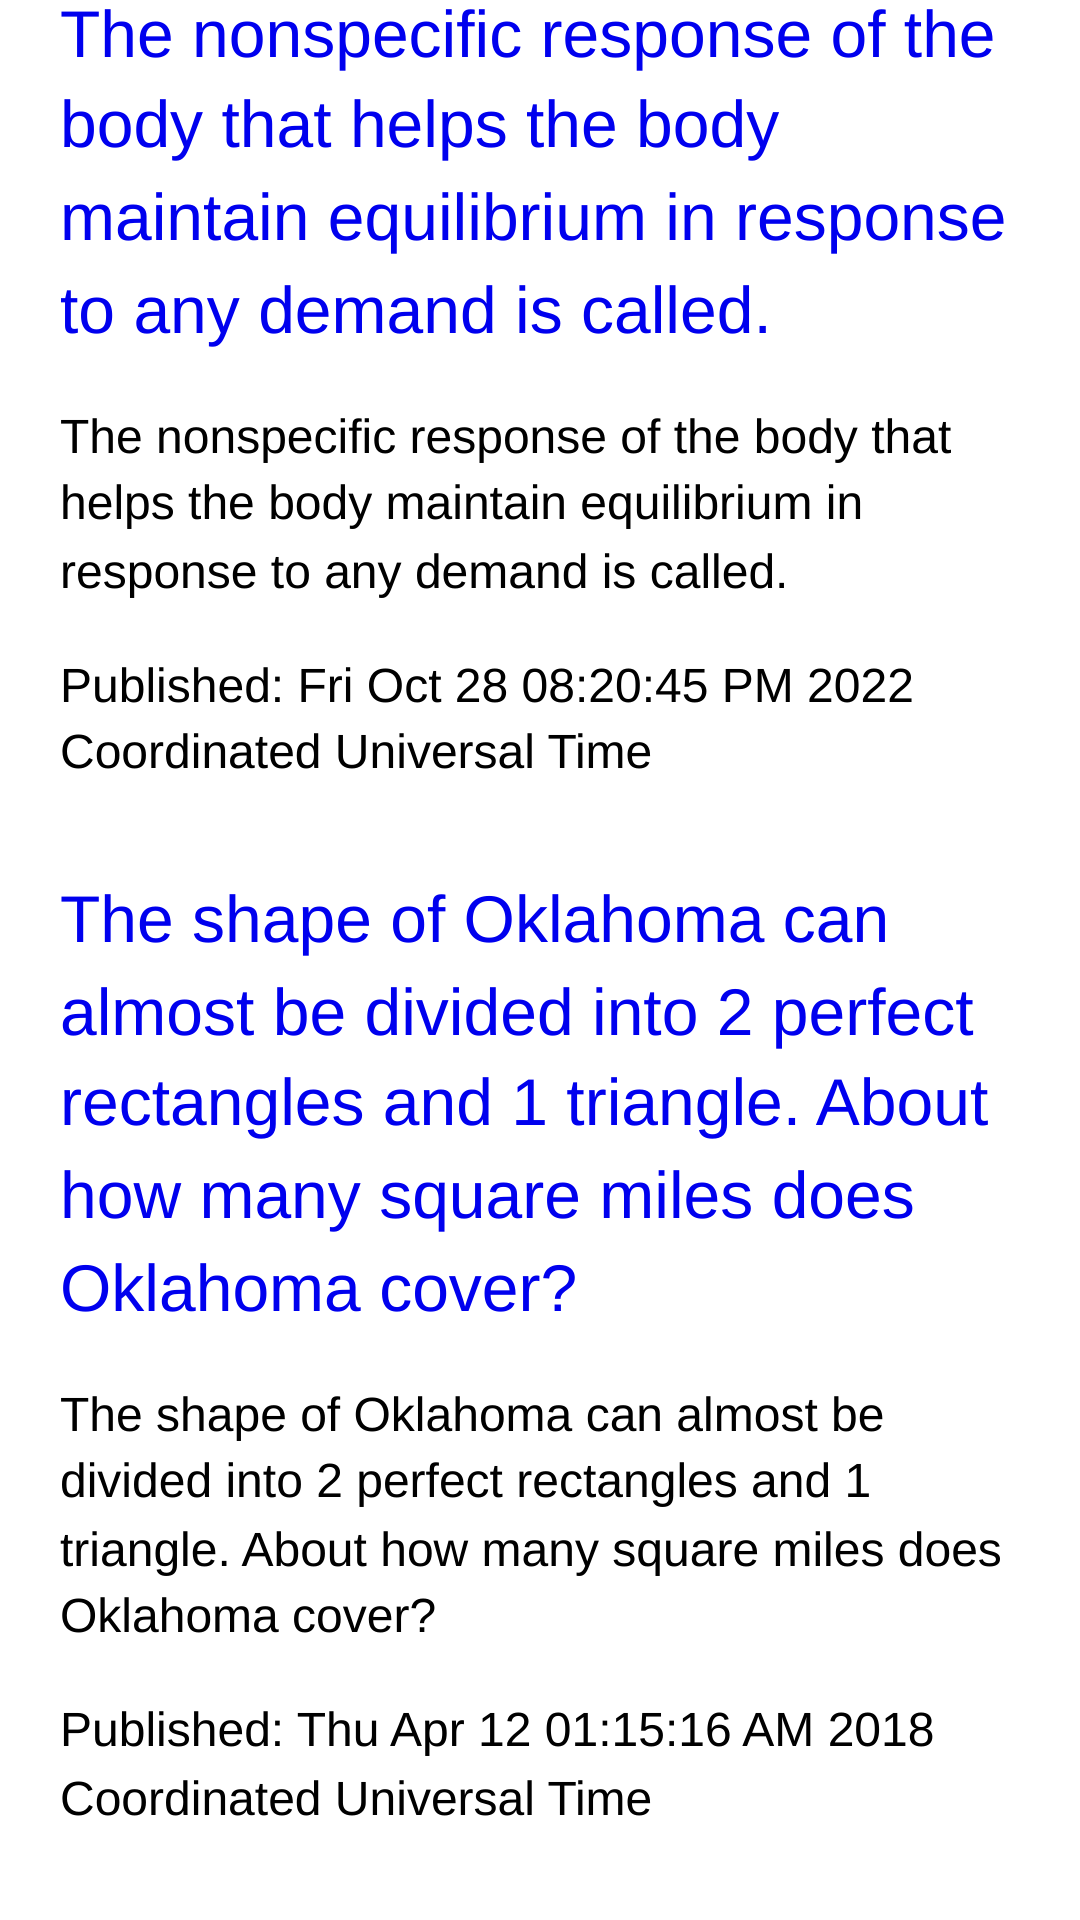 The nonspecific response of the
body that helps the body
maintain equilibrium in response
to any demand is called.
The nonspecific response of the body that
helps the body maintain equilibrium in
response to any demand is called.
Published: Fri Oct 28 08:20:45 PM 2022
Coordinated Universal Time
The shape of Oklahoma can
almost be divided into 2 perfect
rectangles and 1 triangle. About
how many square miles does
Oklahoma cover?
The shape of Oklahoma can almost be
divided into 2 perfect rectangles and 1
triangle. About how many square miles does
Oklahoma cover?
Published: Thu Apr 12 01:15:16 AM 2018
Coordinated Universal Time